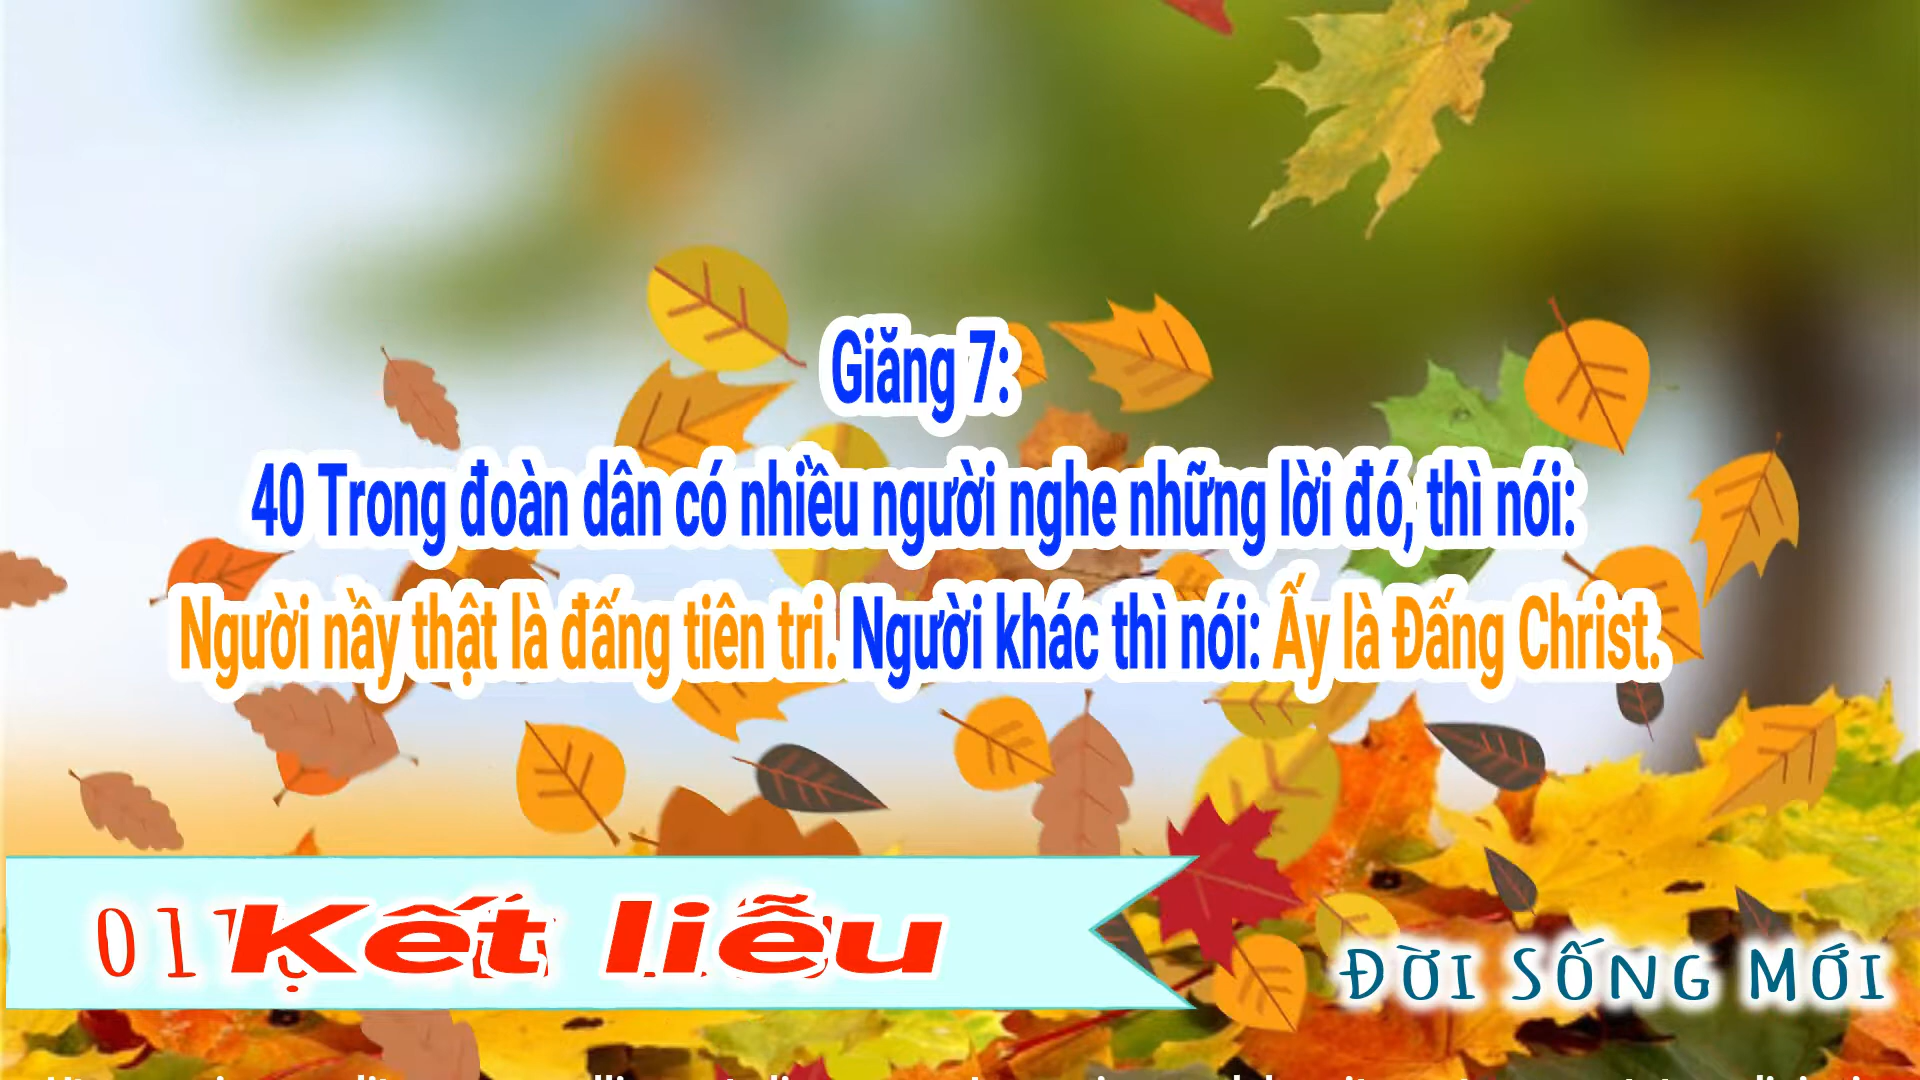 Giăng 7:
40 Trong đoàn dân có nhiều người nghe những lời đó, thì nói:
Người nầy thật là đấng tiên tri. Người khác thì nói: Ấy là Đấng Christ.
Kết liễu
ĐỜI SỐNG MỚI